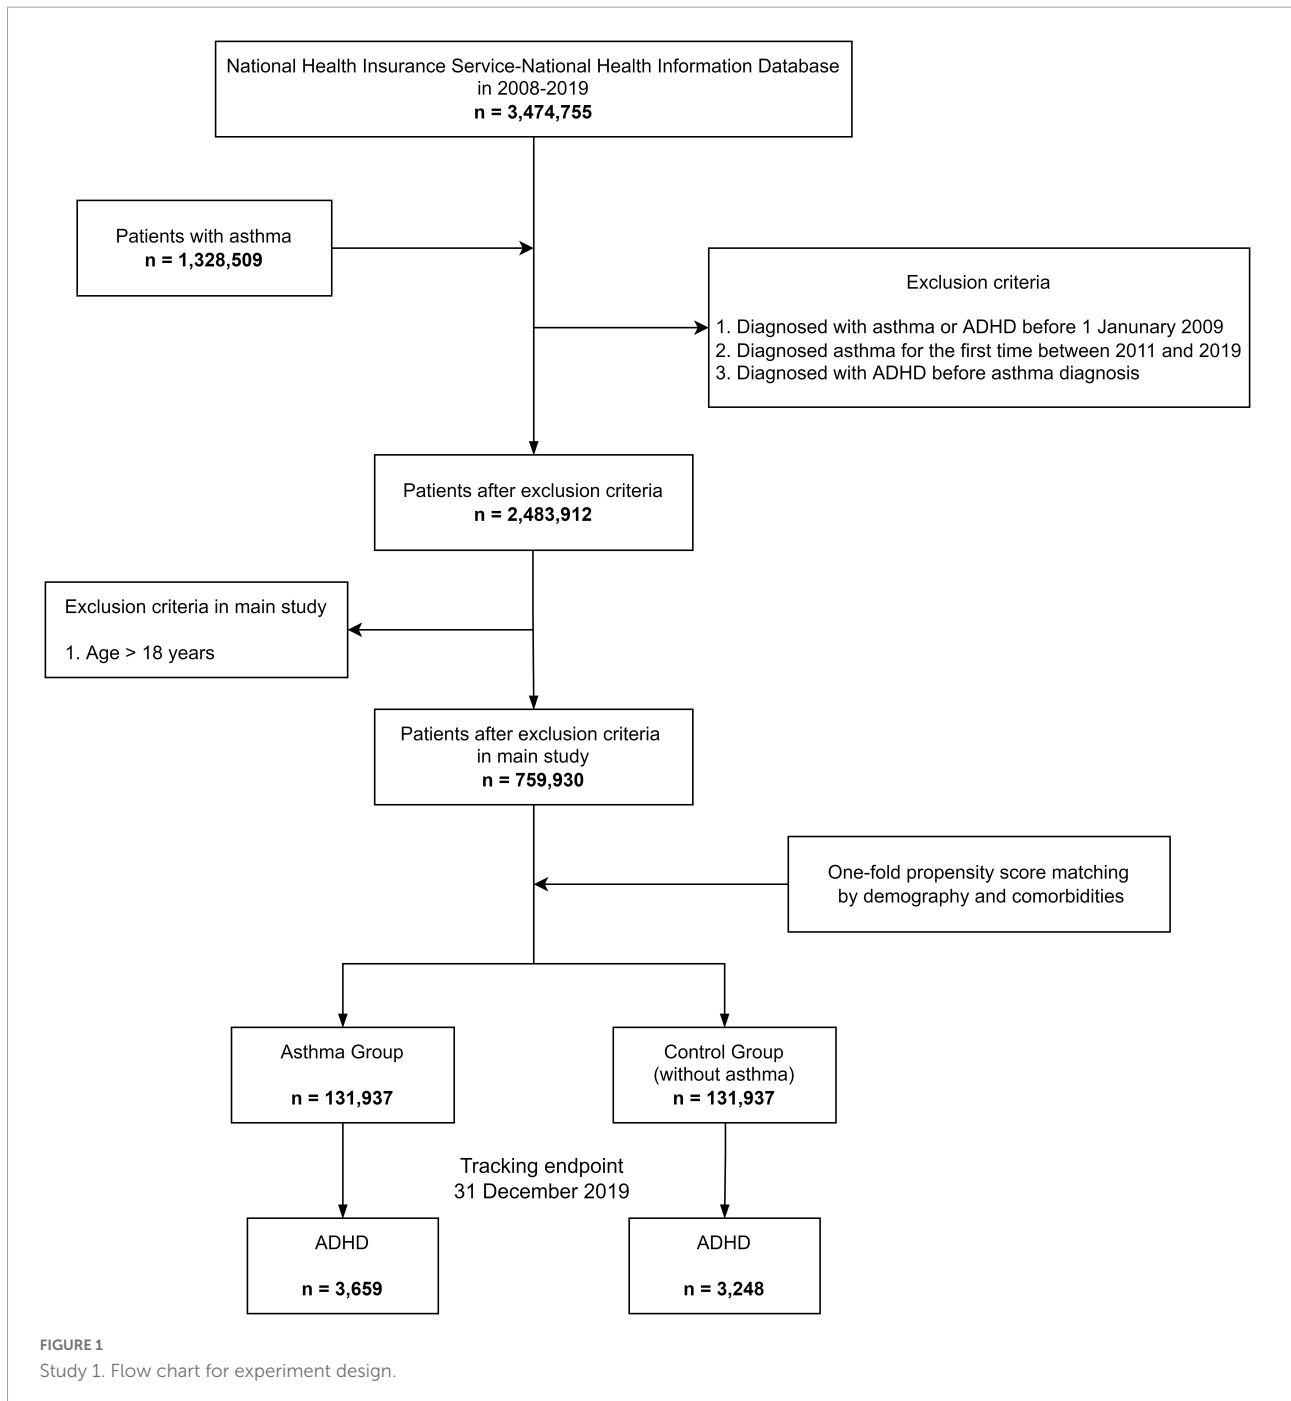 National Health Insurance Service-National Health Information Database
in 2008-2019
n = 3,474,755
Patients with asthma
n = 1,328,509
Exclusion criteria
1. Diagnosed with asthma or ADHD before 1 Janunary 2009
2. Diagnosed asthma for the first time between 2011 and 2019
3. Diagnosed with ADHD before asthma diagnosis
Patients after exclusion criteria
n = 2,483,912
Exclusion criteria in main study
1. Age > 18 years
Patients after exclusion criteria
in main study
n = 759,930
One-fold propensity score matching
by demography and comorbidities
Asthma Group
n = 131,937
Control Group
(without asthma)
n = 131,937
Tracking endpoint
31 December 2019
ADHD
n = 3,659
ADHD
n = 3,248
FIGURE 1
Study 1. Flow chart for experiment design.